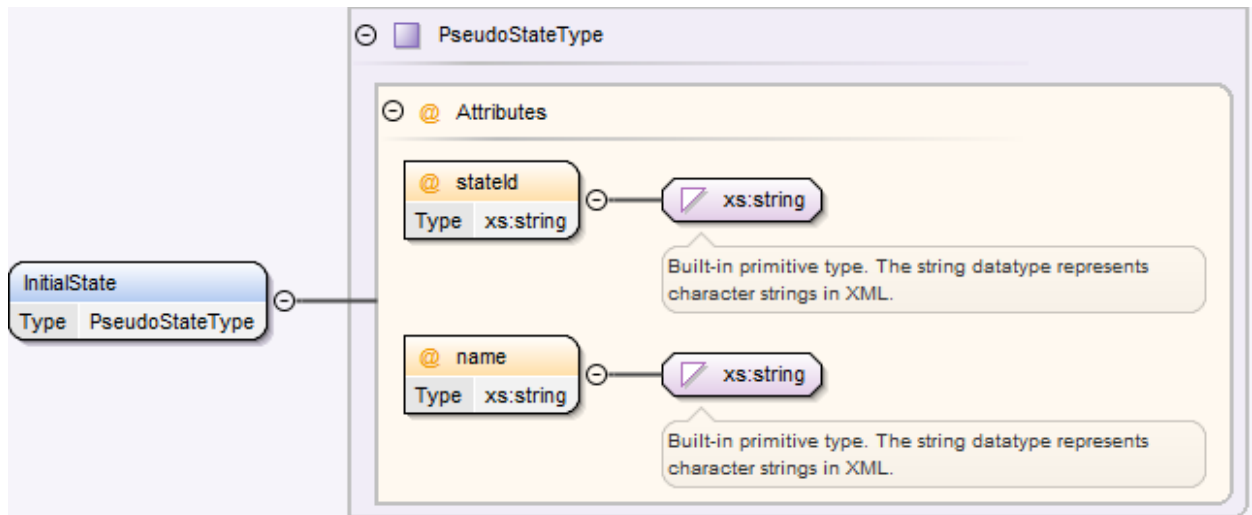 PseudoStateType
@ Attributes
@ stateId
Type xs:string
xs:string
Built-in primitive type. The string datatype represents
character strings in XML.
InitialState
Type PseudoStateType
@ name
Type xs:string
xs:string
Built-in primitive type. The string datatype represents
character strings in XML.